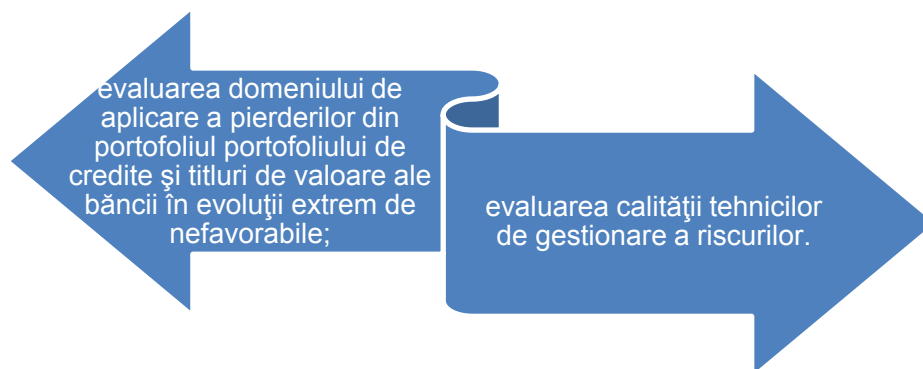 evaluarea domeniului de
aplicare a pierderilor din
portofoliul portofoliului de
credite şi titluri de valoare ale
băncii în evoluţii extrem de
nefavorabile;
evaluarea calităţii tehnicilor
de gestionare a riscurilor.